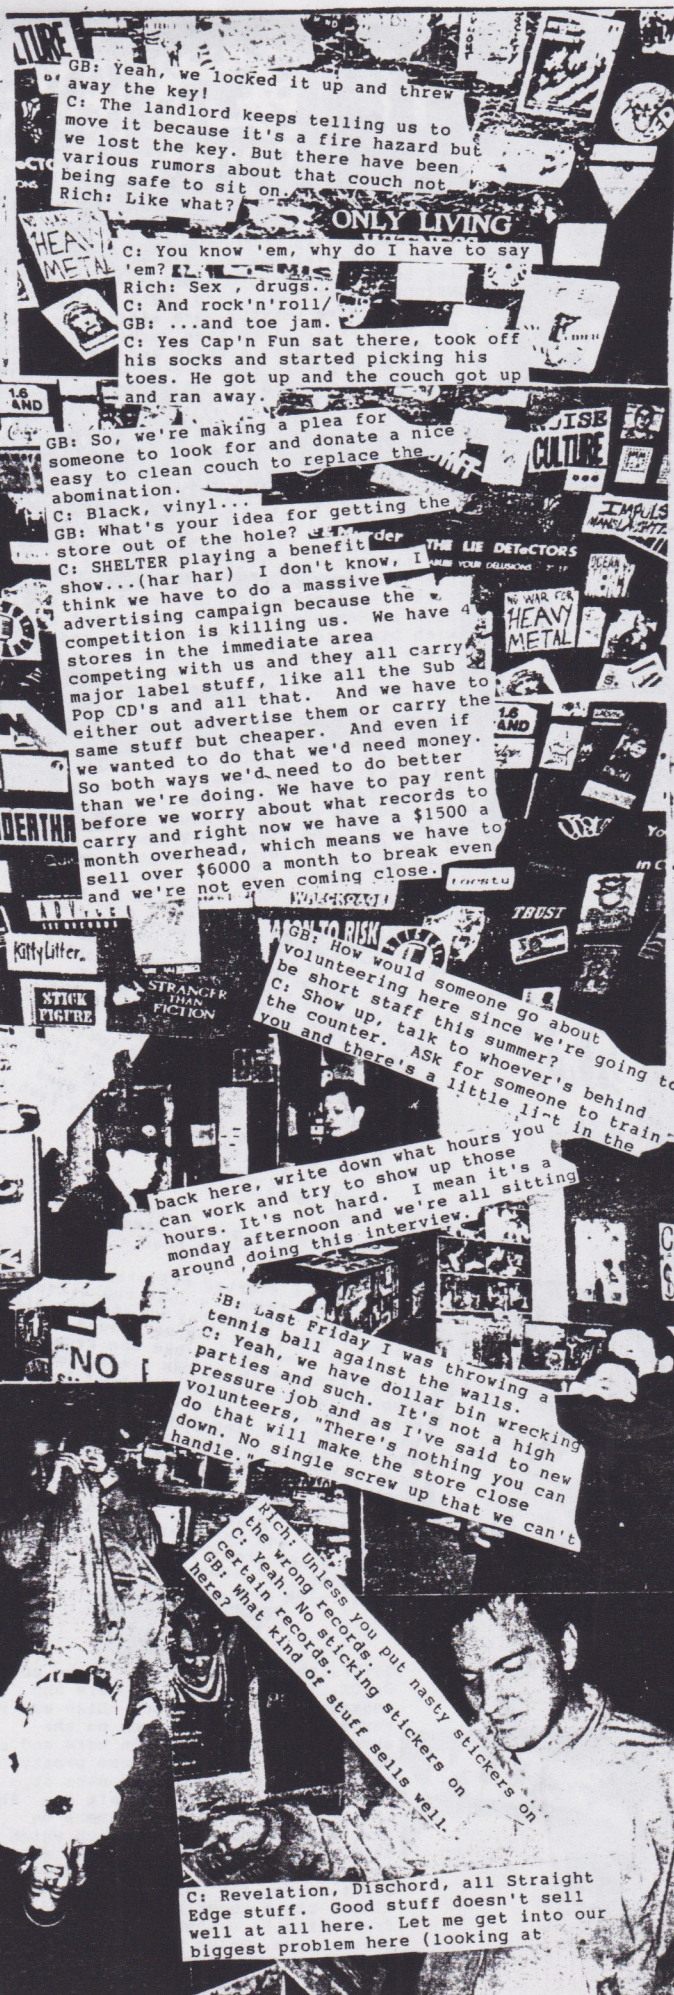 GB: Yeah, we locked it up and threw
away the key!
C: The landlord keeps telling us to
move it because it's a fire hazard but
we lost the key. But there have been
various rumors about that couch not
being safe to sit on.
Rich: Like what?
ONLY LIVING
HEAVY
METAL
C: You know 'em, why do I have to say
'em?
Rich: Sex , drugs..
C: And rock'n'roll/
GB: ...and toe jam.
C: Yes Cap'n Fun sat there, took off
his socks and started picking his
toes. He got up and the couch got up
and ran away.
1.6
AND
GB: So, we're making a plea for
someone to look for and donate a nice
easy to clean couch to replace the
abomination.
C: Black, vinyl...
GB: What's your idea for getting the
store out of the hole?
C: SHELTER playing a benefit
show...(har har)  I don't know, I
think we have to do a massive
advertising campaign because the
competition is killing us.  We have 4
stores in the immediate area
competing with us and they all carry
major label stuff, like all the Sub
Pop CD's and all that.  And we have to
either out advertise them or carry the
same stuff but cheaper.  And even if
we wanted to do that we'd need money.
So both ways we'd need to do better
than we're doing. We have to pay rent
before we worry about what records to
carry and right now we have a $1500 a
month overhead, which means we have to
sell over $6000 a month to break even
and we're not even coming close.
CULTURE
THE LIE DETeCTORS
NO WAR FOR
HEAVY
METAL
1.6
AND
TRUST
TO RISK
KittyLitter
STICK
FIGURE
STRANGER
THAN
FICTION
GB: How would someone go about
volunteering here since we're going to
be short staff this summer?
C: Show up, talk to whoever's behind
the counter.  ASK for someone to train
you and there's a little list in the
back here, write down what hours you
can work and try to show up those
hours. It's not hard.  I mean it's a
monday afternoon and we're all sitting
around doing this interview.
NO
GB: Last Friday I was throwing a
tennis ball against the walls.
C: Yeah, we have dollar bin wrecking
parties and such.  It's not a high
pressure job and as I've said to new
volunteers, "There's nothing you can
do that will make the store close
down. No single screw up that we can't
handle."
Rich: Unless you put nasty stickers on
the wrong records.
C: Yeah. No sticking stickers on
certain records.
GB: What kind of stuff sells well
here?
C: Revelation, Dischord, all Straight
Edge stuff.  Good stuff doesn't sell
well at all here.  Let me get into our
biggest problem here (looking at